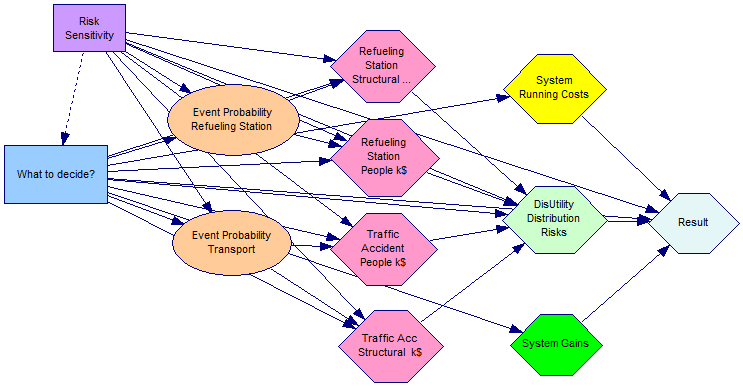 Risk
Sensitivity
Refueling
Station
Structural ...
System
Running Costs
Event Probability
Refueling Station
Refueling
Station
People k$
What to decide?
DisUtility
Distribution
Risks
Result
Event Probability
Transport
Traffic
Accident
People k$
Traffic Acc
Structural k$
System Gains